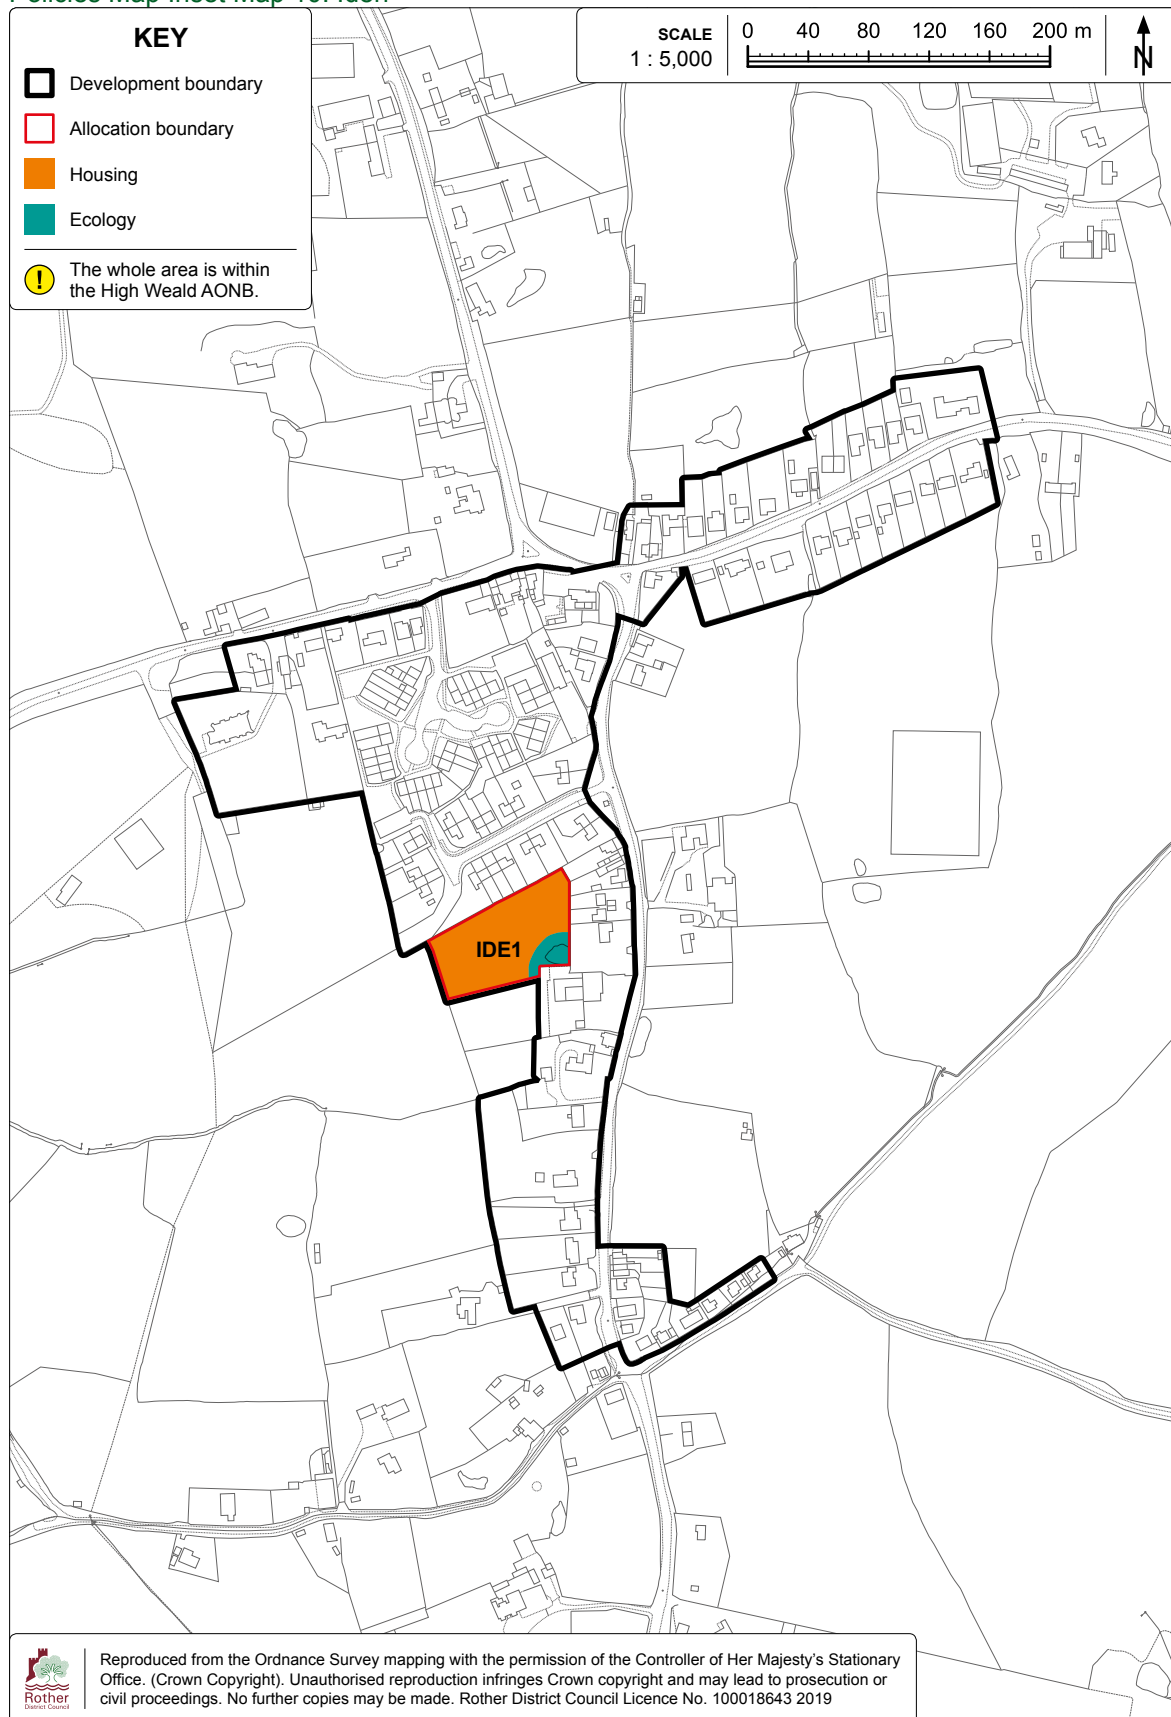 KEY
Development boundary
Allocation boundary
Housing
Ecology
!
The whole area is within
the High Weald AONB.
SCALE
1 : 5,000
0 40 80 120 160 200 m
N
IDE1
Rother
District Council
Reproduced from the Ordnance Survey mapping with the permission of the Controller of Her Majesty's Stationary
Office. (Crown Copyright). Unauthorised reproduction infringes Crown copyright and may lead to prosecution or
civil proceedings. No further copies may be made. Rother District Council Licence No. 100018643 2019